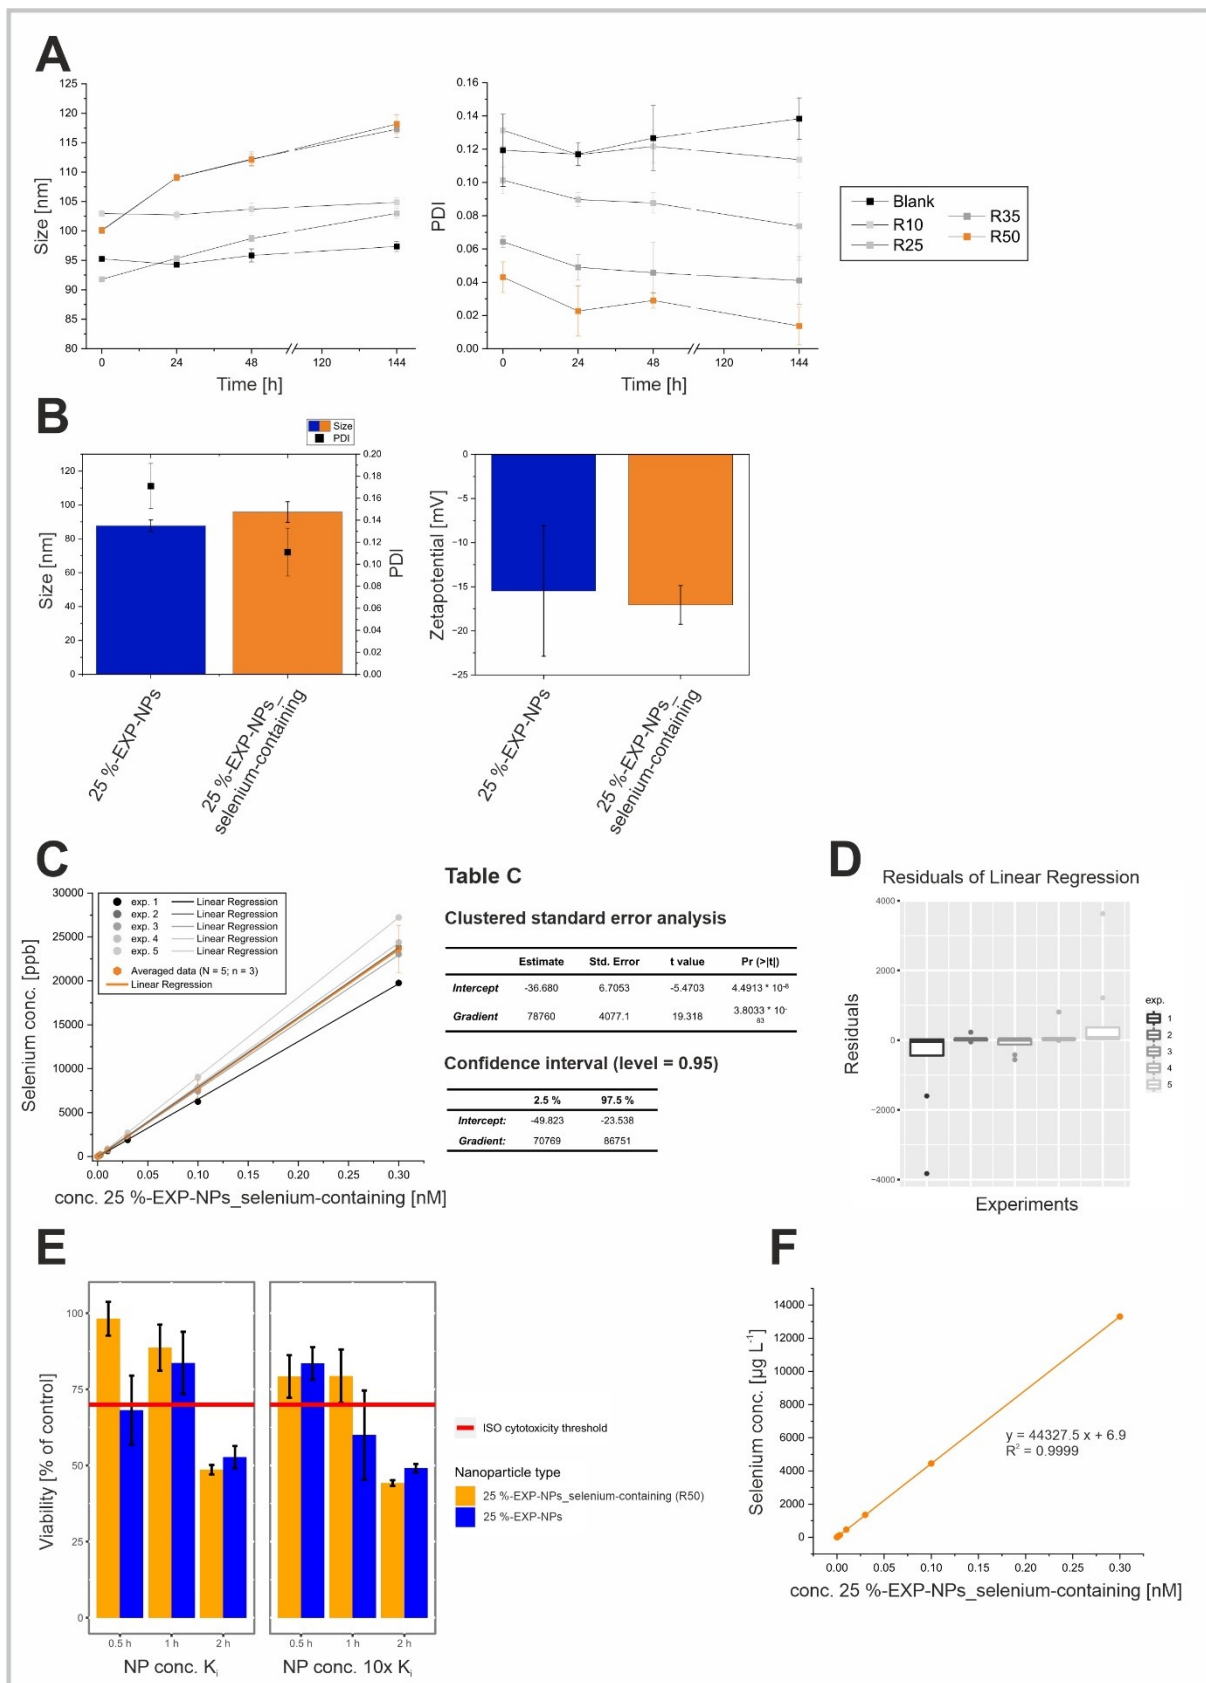 A
Size [nm]
125
120
115
110
105
100
95
90
85
80
0
24
48
120
144
Time [h]
PDI
0.16
0.14
0.12
0.10
0.08
0.06
0.04
0.02
0.00
0
24
48
120
144
Time [h]
Blank
R10
R25
R35
R50
B
Size
PDI
Size [nm]
120
100
80
60
40
20
0
0.20
0.18
0.16
0.14
0.12
0.10
0.08
0.06
0.04
0.02
0.00
PDI
25 %-EXP-NPs
25 %-EXP-NPs_
selenium-containing
Zetapotential [mV]
0
−5
−10
−15
−20
−25
25 %-EXP-NPs
25 %-EXP-NPs_
selenium-containing
C
Selenium conc. [ppb]
30000
25000
20000
15000
10000
5000
0
exp. 1 Linear Regression
exp. 2 Linear Regression
exp. 3 Linear Regression
exp. 4 Linear Regression
exp. 5 Linear Regression
Averaged data (N = 5; n = 3)
Linear Regression
0.00 0.05 0.10 0.15 0.20 0.25 0.30
conc. 25 %-EXP-NPs_selenium-containing [nM]
Table C
Clustered standard error analysis
Estimate Std. Error t value Pr (>|t|)
Intercept -36.680 6.7053 -5.4703 4.4913 * 10⁻⁶
Gradient 78760 4077.1 19.318 3.8033 * 10⁻
⁸³
Confidence interval (level = 0.95)
2.5 % 97.5 %
Intercept: -49.823 -23.538
Gradient: 70769 86751
D
Residuals of Linear Regression
Residuals
4000
2000
0
−2000
−4000
Experiments
exp.
1
2
3
4
5
E
Viability [% of control]
100
75
50
25
0
0.5 h 1 h 2 h
NP conc. Kᵢ
0.5 h 1 h 2 h
NP conc. 10x Kᵢ
ISO cytotoxicity threshold
Nanoparticle type
25 %-EXP-NPs_selenium-containing (R50)
25 %-EXP-NPs
F
Selenium conc. [µg L⁻¹]
14000
12000
10000
8000
6000
4000
2000
0
y = 44327.5 x + 6.9
R² = 0.9999
0.00 0.05 0.10 0.15 0.20 0.25 0.30
conc. 25 %-EXP-NPs_selenium-containing [nM]